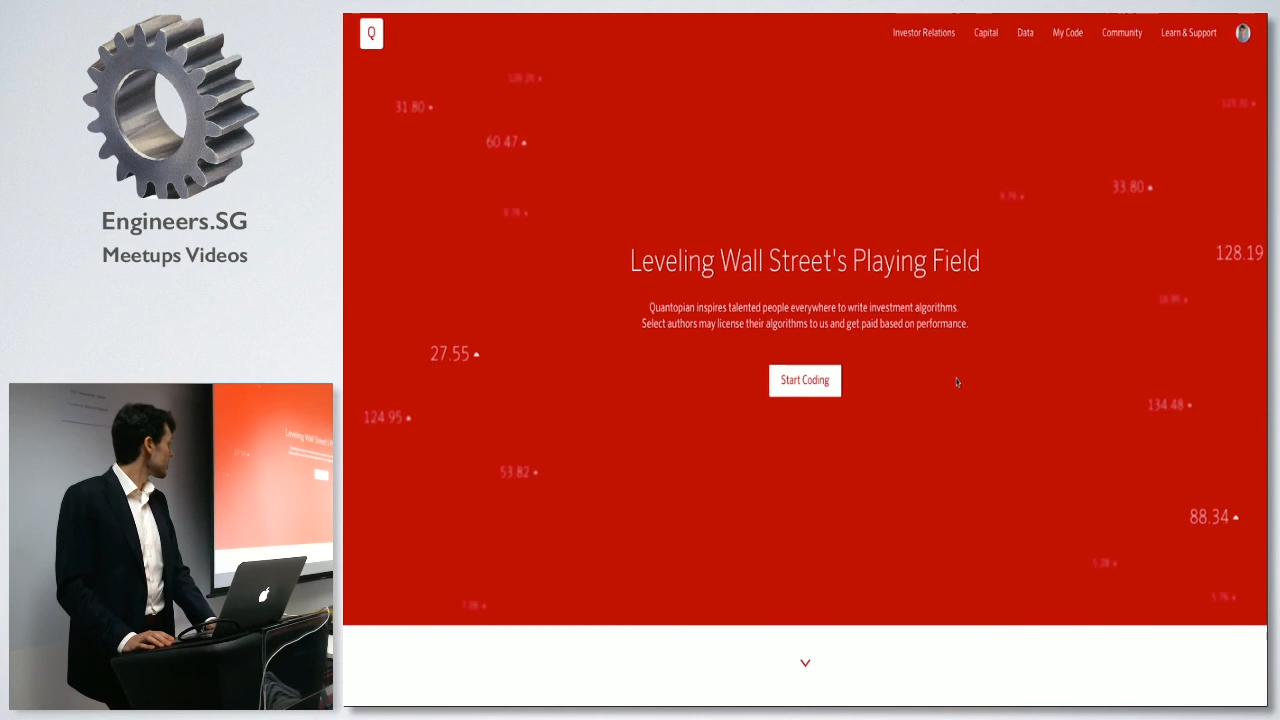 Engineers.SG
Meetups Videos
Q
Investor Relations
Capital
Data
My Code
Community
Learn & Support
31.80
60.47
33.80
128.19
Leveling Wall Street's Playing Field
Quantopian inspires talented people everywhere to write investment algorithms.
Select authors may license their algorithms to us and get paid based on performance.
27.55
Start Coding
124.95
134.48
53.82
88.34